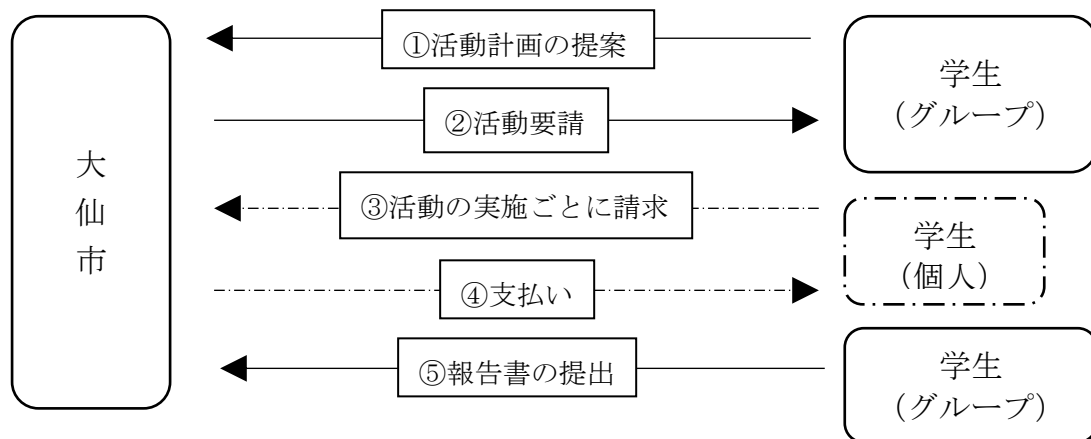 大
仙
市
①活動計画の提案
学生
(グループ)
②活動要請
③活動の実施ごとに請求
学生
(個人)
④支払い
⑤報告書の提出
学生
(グループ)